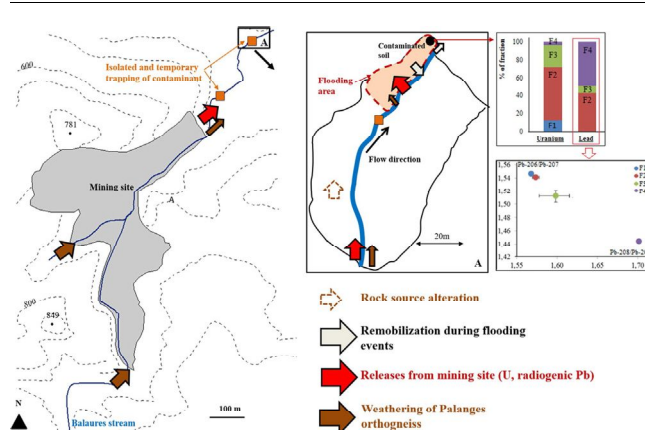 A
Isolated and temporary
trapping of contaminant
600
781
Mining site
A
800
849
N
Balaures stream
100 m
Contaminated
soil
Flooding
area
Flow direction
20m
A
% of fraction
100
80
60
40
20
0
F4
F3
F2
F1
Uranium
F4
F3
F2
Lead
Pb-206/Pb-207
1,56
1,54
1,52
1,50
1,48
1,46
1,44
1,42
1,55
1,60
1,65
1,70
F1
F2
F3
F4
Rock source alteration
Remobilization during flooding
events
Releases from mining site (U, radiogenic Pb)
Weathering of Palanges
orthogneiss